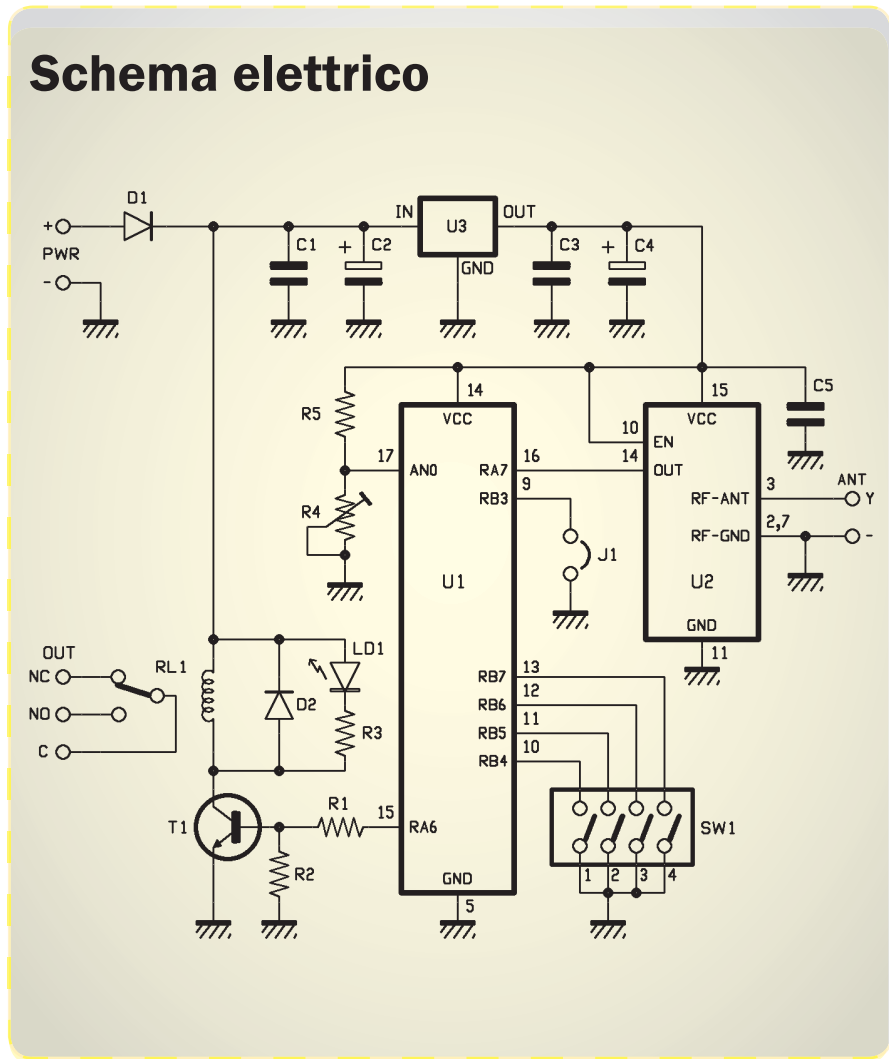 Schema elettrico
D1
+
PWR
-
C1
+ C2
IN
U3
OUT
GND
C3
+ C4
R5
14
VCC
15
VCC
C5
10
EN
17
AN0
RA7
16
14
OUT
R4
RB3
9
RF-ANT
3
ANT
Y
RF-GND
2,7
-
J1
U1
U2
GND
11
OUT
NC
RL1
NO
C
LD1
D2
R3
RB7
13
RB6
12
RB5
11
RB4
10
T1
R1
15
RA6
R2
SW1
1 2 3 4
GND
5